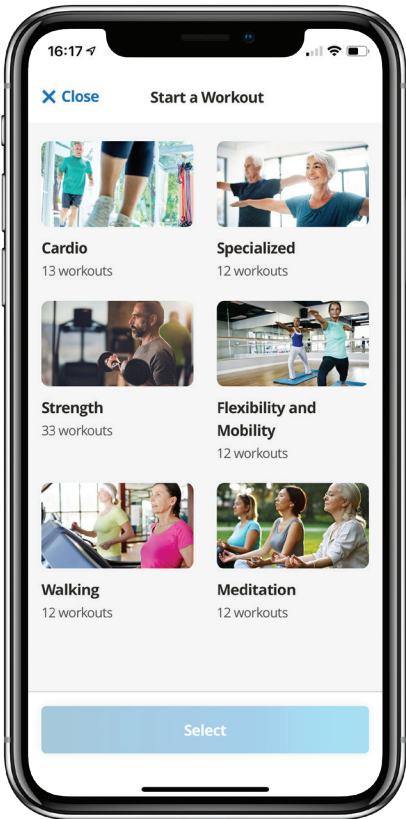 16:17
Close
Start a Workout
Cardio
13 workouts
Specialized
12 workouts
Strength
33 workouts
Flexibility and
Mobility
12 workouts
Walking
12 workouts
Meditation
12 workouts
Select